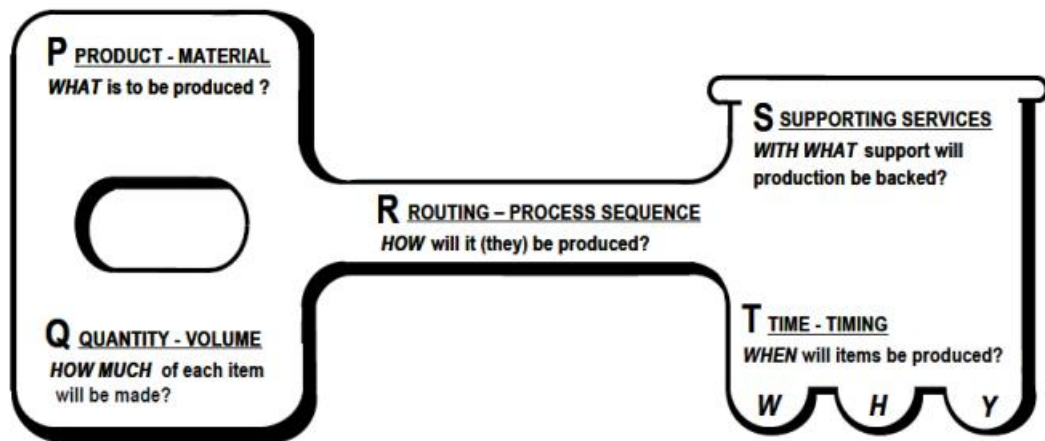 P PRODUCT - MATERIAL
WHAT is to be produced ?
Q QUANTITY - VOLUME
HOW MUCH of each item
will be made?
R ROUTING – PROCESS SEQUENCE
HOW will it (they) be produced?
S SUPPORTING SERVICES
WITH WHAT support will
production be backed?
T TIME - TIMING
WHEN will items be produced?
W H Y